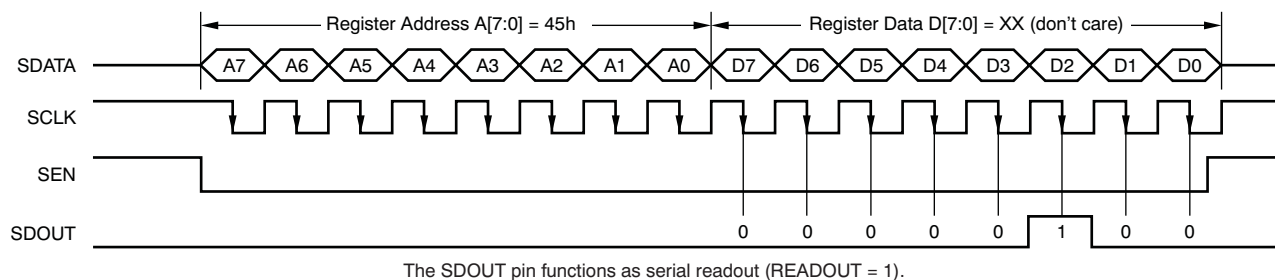 Register Address A[7:0] = 45h
Register Data D[7:0] = XX (don't care)
SDATA A7 A6 A5 A4 A3 A2 A1 A0 D7 D6 D5 D4 D3 D2 D1 D0
SCLK
SEN
SDOUT 0 0 0 0 0 1 0 0
The SDOUT pin functions as serial readout (READOUT = 1).